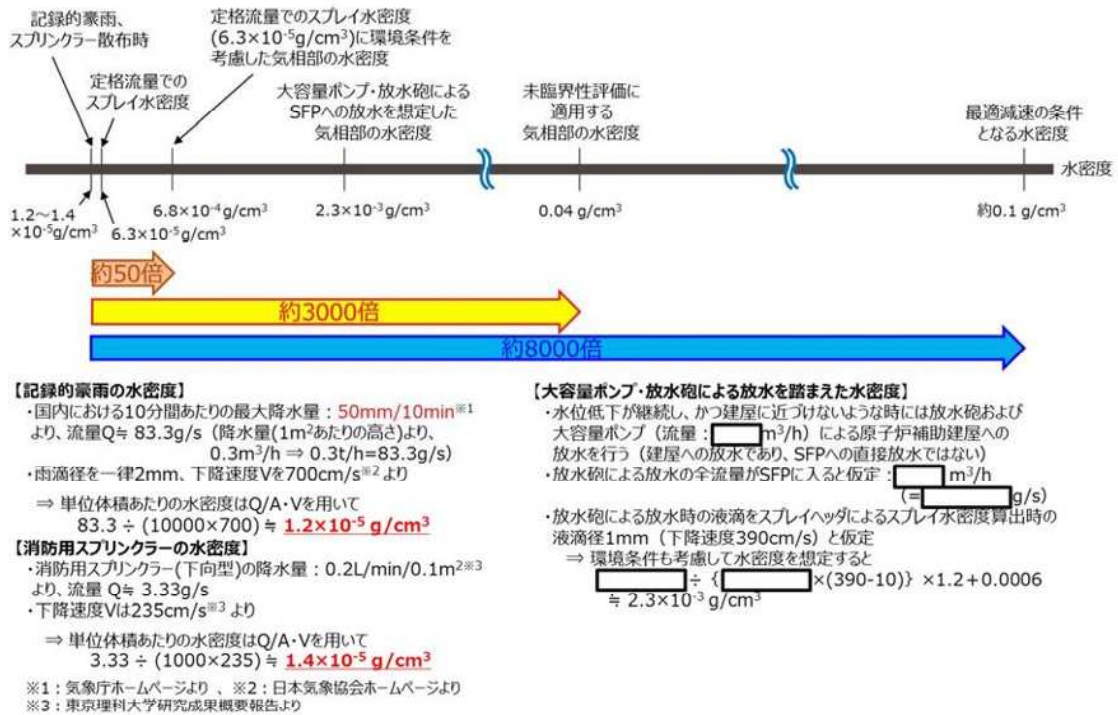 記録的豪雨、
スプリンクラー散布時
定格流量での
スプレイ水密度
定格流量でのスプレイ水密度
(6.3×10⁻⁵g/cm³)に環境条件を
考慮した気相部の水密度
大容量ポンプ・放水砲による
SFPへの放水を想定した
気相部の水密度
未臨界性評価に
適用する
気相部の水密度
最適減速の条件
となる水密度
水密度
1.2~1.4
×10⁻⁵g/cm³
6.3×10⁻⁵g/cm³
6.8×10⁻⁴g/cm³
2.3×10⁻³g/cm³
0.04 g/cm³
約0.1 g/cm³
約50倍
約3000倍
約8000倍
【記録的豪雨の水密度】
・国内における10分間あたりの最大降水量：50mm/10min※1
より、流量Q≒ 83.3g/s（降水量(1m²あたりの高さ)より、
0.3m³/h ⇒ 0.3t/h=83.3g/s）
・雨滴径を一律2mm、下降速度Vを700cm/s※2 より
⇒ 単位体積あたりの水密度はQ/A・Vを用いて
83.3 ÷ (10000×700) ≒ 1.2×10⁻⁵ g/cm³
【消防用スプリンクラーの水密度】
・消防用スプリンクラー(下向型)の降水量：0.2L/min/0.1m²※3
より、流量 Q≒ 3.33g/s
・下降速度Vは235cm/s※3 より
⇒ 単位体積あたりの水密度はQ/A・Vを用いて
3.33 ÷ (1000×235) ≒ 1.4×10⁻⁵ g/cm³
※1：気象庁ホームページより 、※2：日本気象協会ホームページより
※3：東京理科大学研究成果概要報告より
【大容量ポンプ・放水砲による放水を踏まえた水密度】
・水位低下が継続し、かつ建屋に近づけないような時には放水砲および
大容量ポンプ（流量： m³/h）による原子炉補助建屋への
放水を行う（建屋への放水であり、SFPへの直接放水ではない）
・放水砲による放水の全流量がSFPに入ると仮定： m³/h
(= g/s)
・放水砲による放水時の液滴をスプレイヘッダによるスプレイ水密度算出時の
液滴径1mm（下降速度390cm/s）と仮定
⇒ 環境条件も考慮して水密度を想定すると
÷｛ ×(390-10)｝×1.2＋0.0006
≒ 2.3×10⁻³ g/cm³